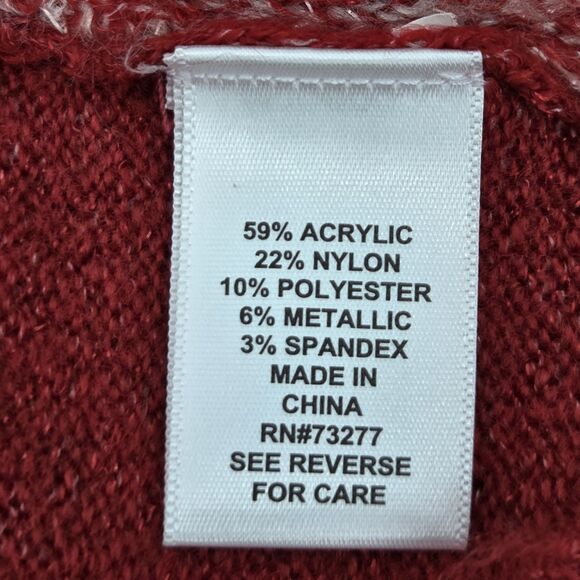 59% ACRYLIC
22% NYLON
10% POLYESTER
6% METALLIC
3% SPANDEX
MADE IN
CHINA
RN#73277
SEE REVERSE
FOR CARE